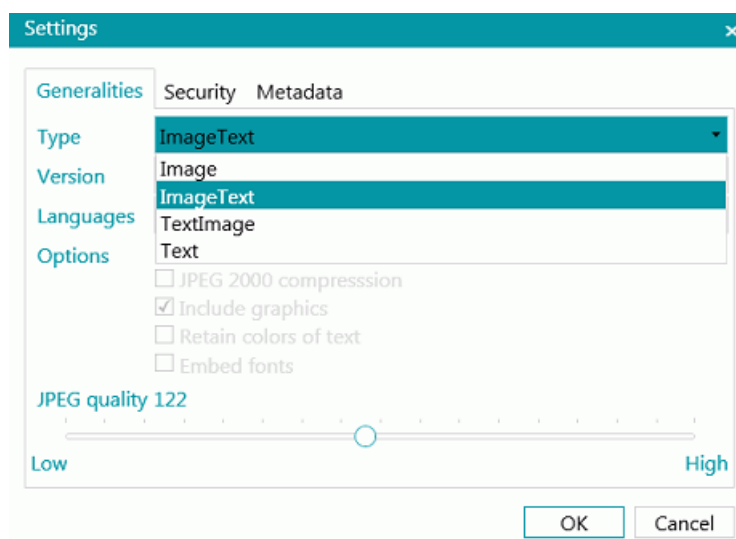 Settings ×
Generalities Security Metadata
Type ImageText
Version Image
ImageText
Languages TextImage
Options Text
JPEG 2000 compresssion
Include graphics
Retain colors of text
Embed fonts
JPEG quality 122
Low High
OK Cancel